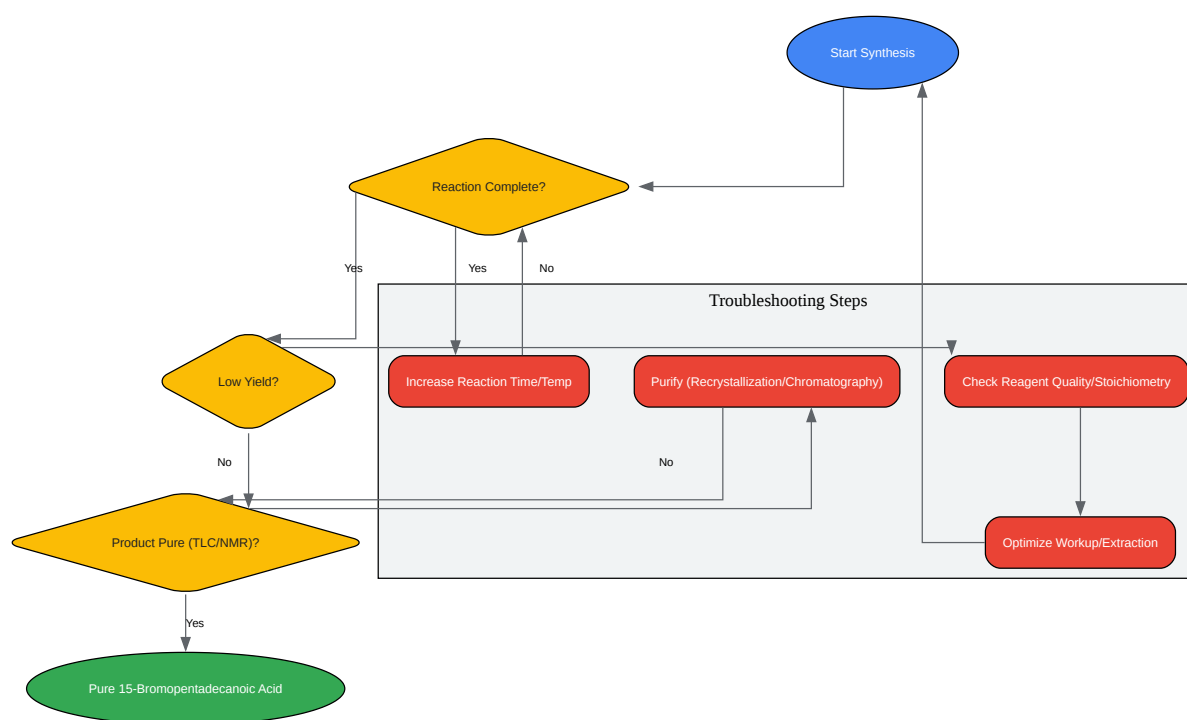 Start Synthesis
Reaction Complete?
Yes
Yes
No
Troubleshooting Steps
Low Yield?
Increase Reaction Time/Temp
Purify (Recrystallization/Chromatography)
Check Reagent Quality/Stoichiometry
No
No
Product Pure (TLC/NMR)?
Optimize Workup/Extraction
Yes
Pure 15-Bromopentadecanoic Acid